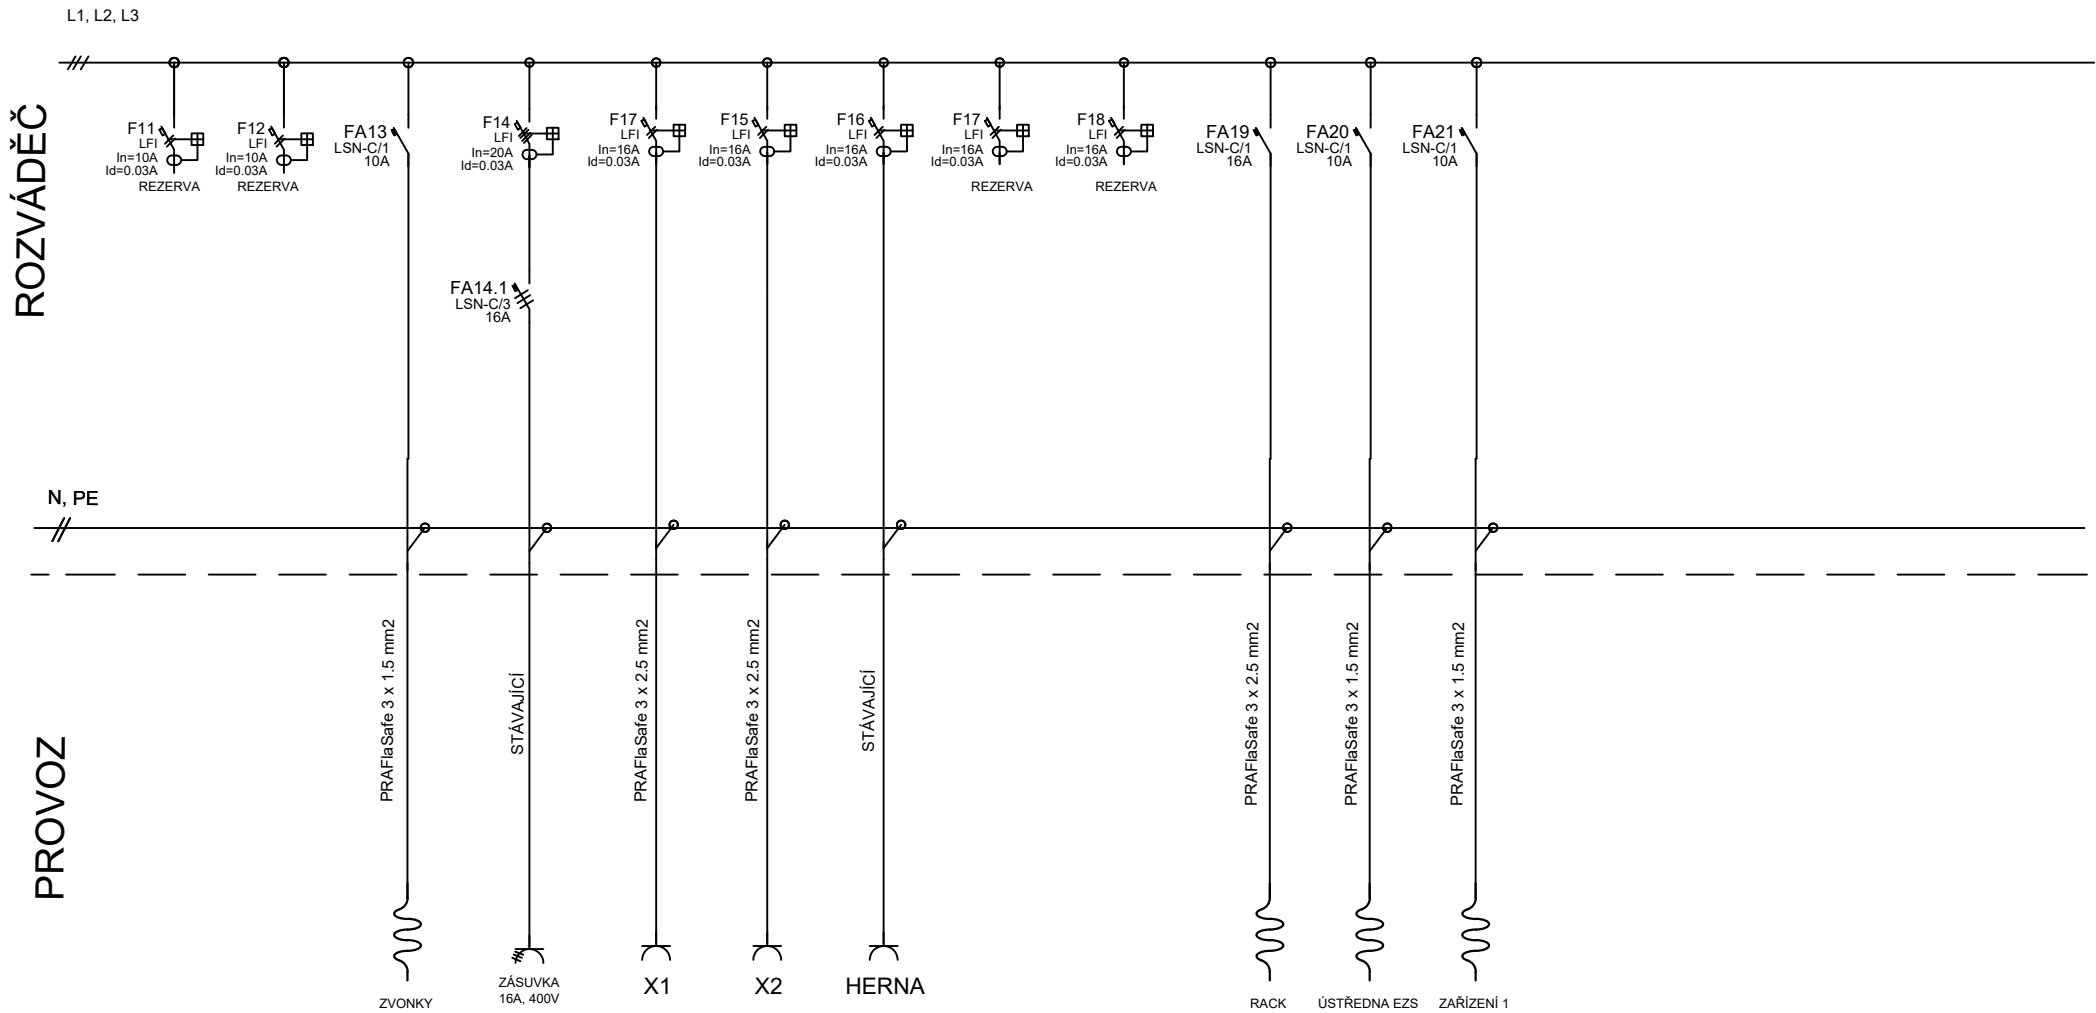 L1, L2, L3
ROZVÁDĚČ
F11
LFI
In=10A
Id=0.03A
REZERVA
F12
LFI
In=10A
Id=0.03A
REZERVA
FA13
LSN-C/1
10A
F14
LFI
In=20A
Id=0.03A
FA14.1
LSN-C/3
16A
F17
LFI
In=16A
Id=0.03A
F15
LFI
In=16A
Id=0.03A
F16
LFI
In=16A
Id=0.03A
F17
LFI
In=16A
Id=0.03A
REZERVA
F18
LFI
In=16A
Id=0.03A
REZERVA
FA19
LSN-C/1
16A
FA20
LSN-C/1
10A
FA21
LSN-C/1
10A
N, PE
PROVOZ
PRAFlaSafe 3 x 1.5 mm2
STÁVAJÍCÍ
PRAFlaSafe 3 x 2.5 mm2
PRAFlaSafe 3 x 2.5 mm2
STÁVAJÍCÍ
PRAFlaSafe 3 x 2.5 mm2
PRAFlaSafe 3 x 1.5 mm2
PRAFlaSafe 3 x 1.5 mm2
ZVONKY
ZÁSUVKA
16A, 400V
X1
X2
HERNA
RACK
ÚSTŘEDNA EZS
ZAŘÍZENÍ 1